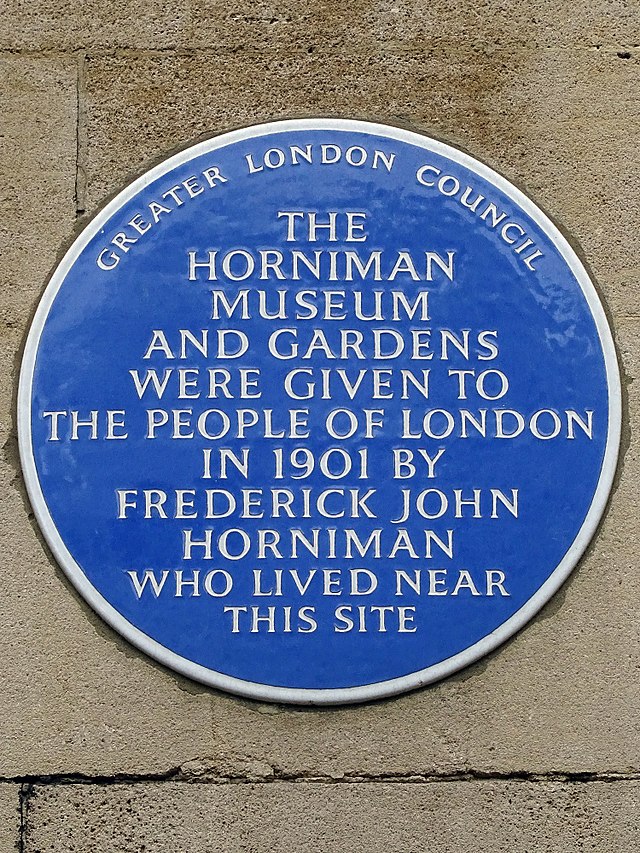 GREATER LONDON COUNCIL
THE
HORNIMAN
MUSEUM
AND GARDENS
WERE GIVEN TO
THE PEOPLE OF LONDON
IN 1901 BY
FREDERICK JOHN
HORNIMAN
WHO LIVED NEAR
THIS SITE